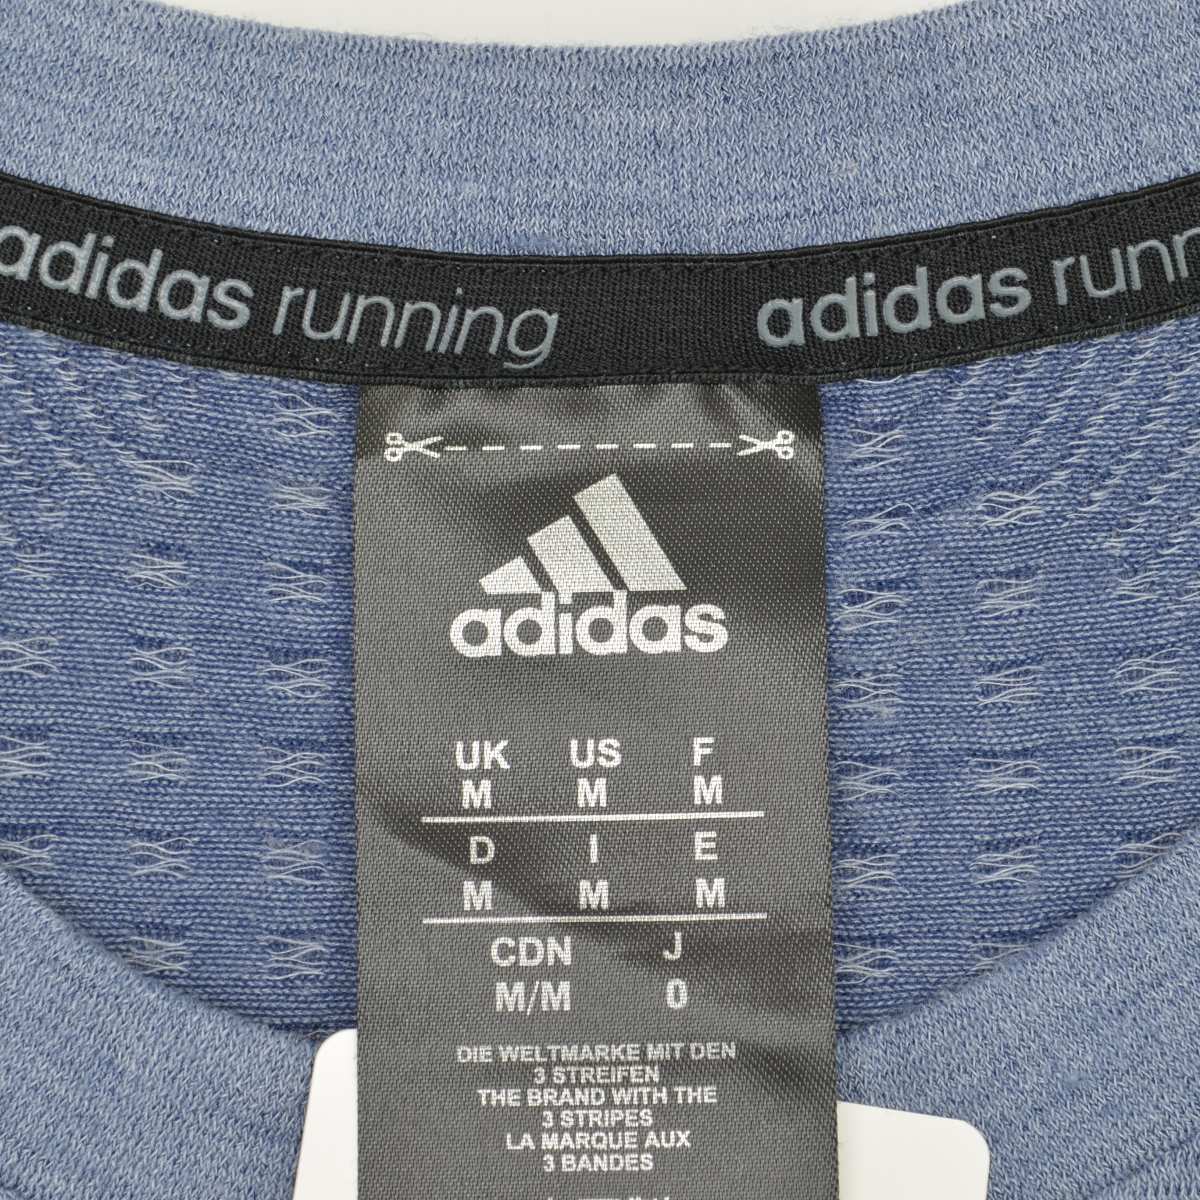 adidas running adidas runn
adidas
UK US F
M M M
D I E
M M M
CDN J
M/M O
DIE WELTMARKE MIT DEN
3 STREIFEN
THE BRAND WITH THE
3 STRIPES
LA MARQUE AUX
3 BANDES